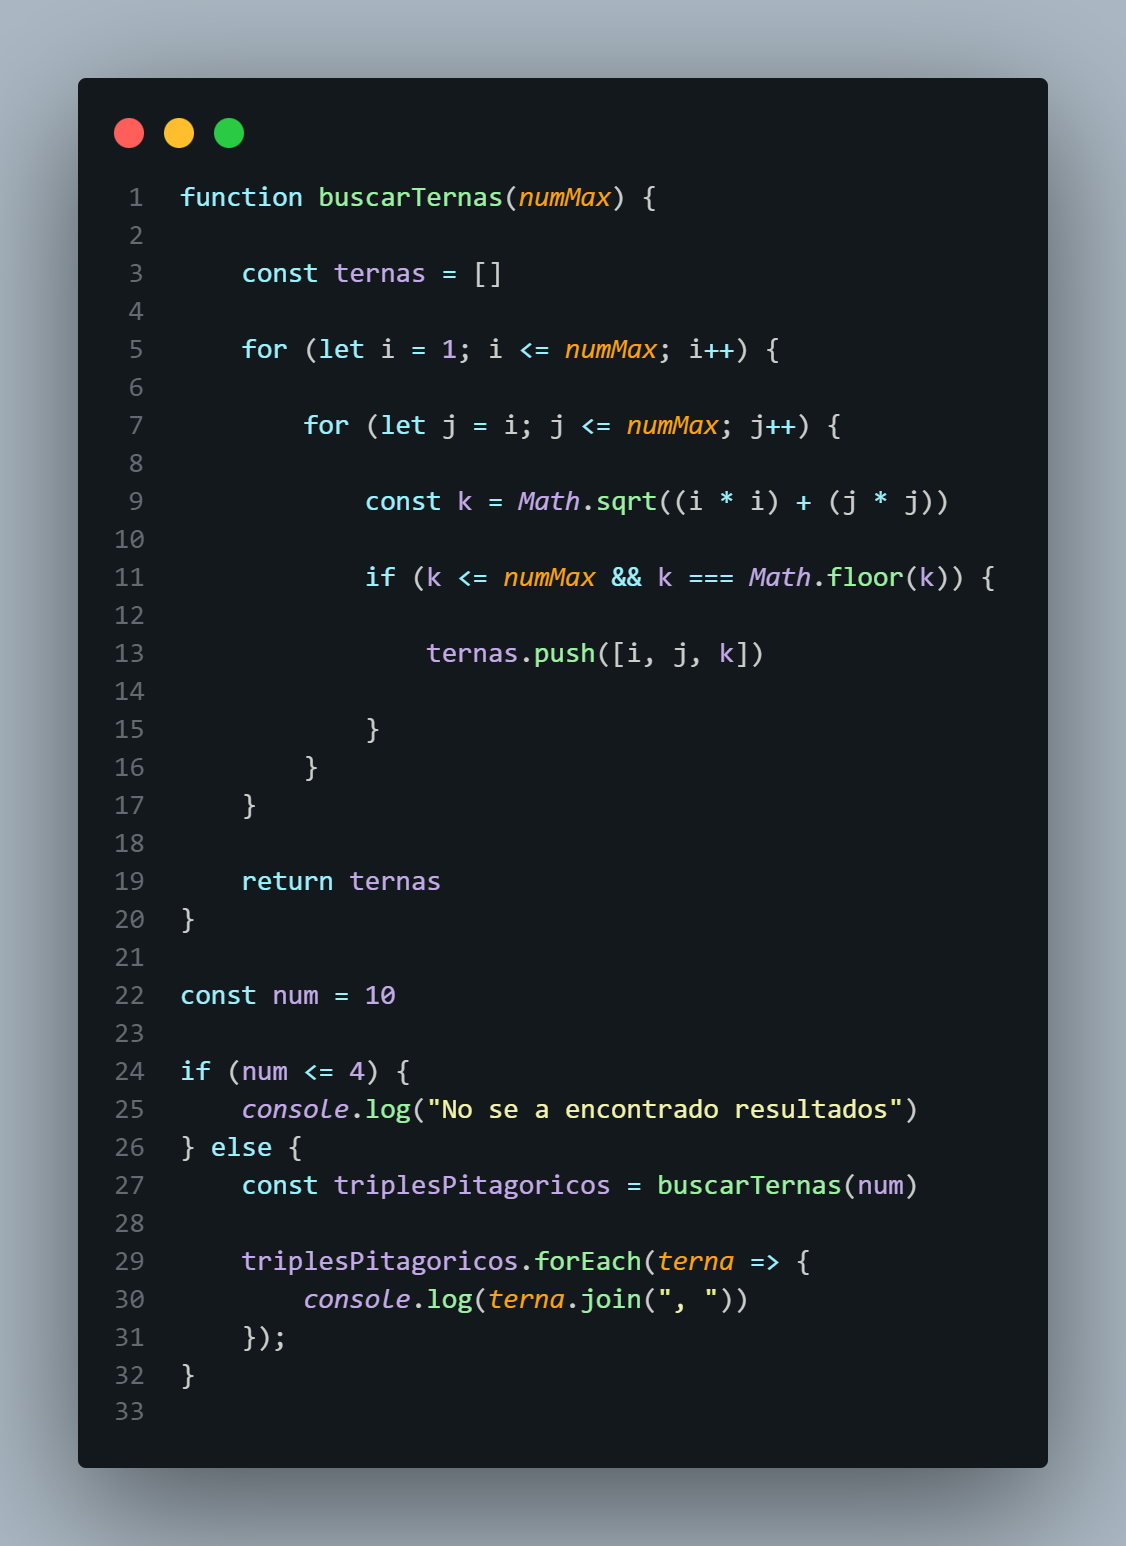 1 function buscarTernas(numMax) {
2
3     const ternas = []
4
5     for (let i = 1; i <= numMax; i++) {
6
7         for (let j = i; j <= numMax; j++) {
8
9             const k = Math.sqrt((i * i) + (j * j))
10
11             if (k <= numMax && k === Math.floor(k)) {
12
13                 ternas.push([i, j, k])
14
15             }
16         }
17     }
18
19     return ternas
20 }
21
22 const num = 10
23
24 if (num <= 4) {
25     console.log("No se a encontrado resultados")
26 } else {
27     const triplesPitagoricos = buscarTernas(num)
28
29     triplesPitagoricos.forEach(terna => {
30         console.log(terna.join(", "))
31     });
32 }
33